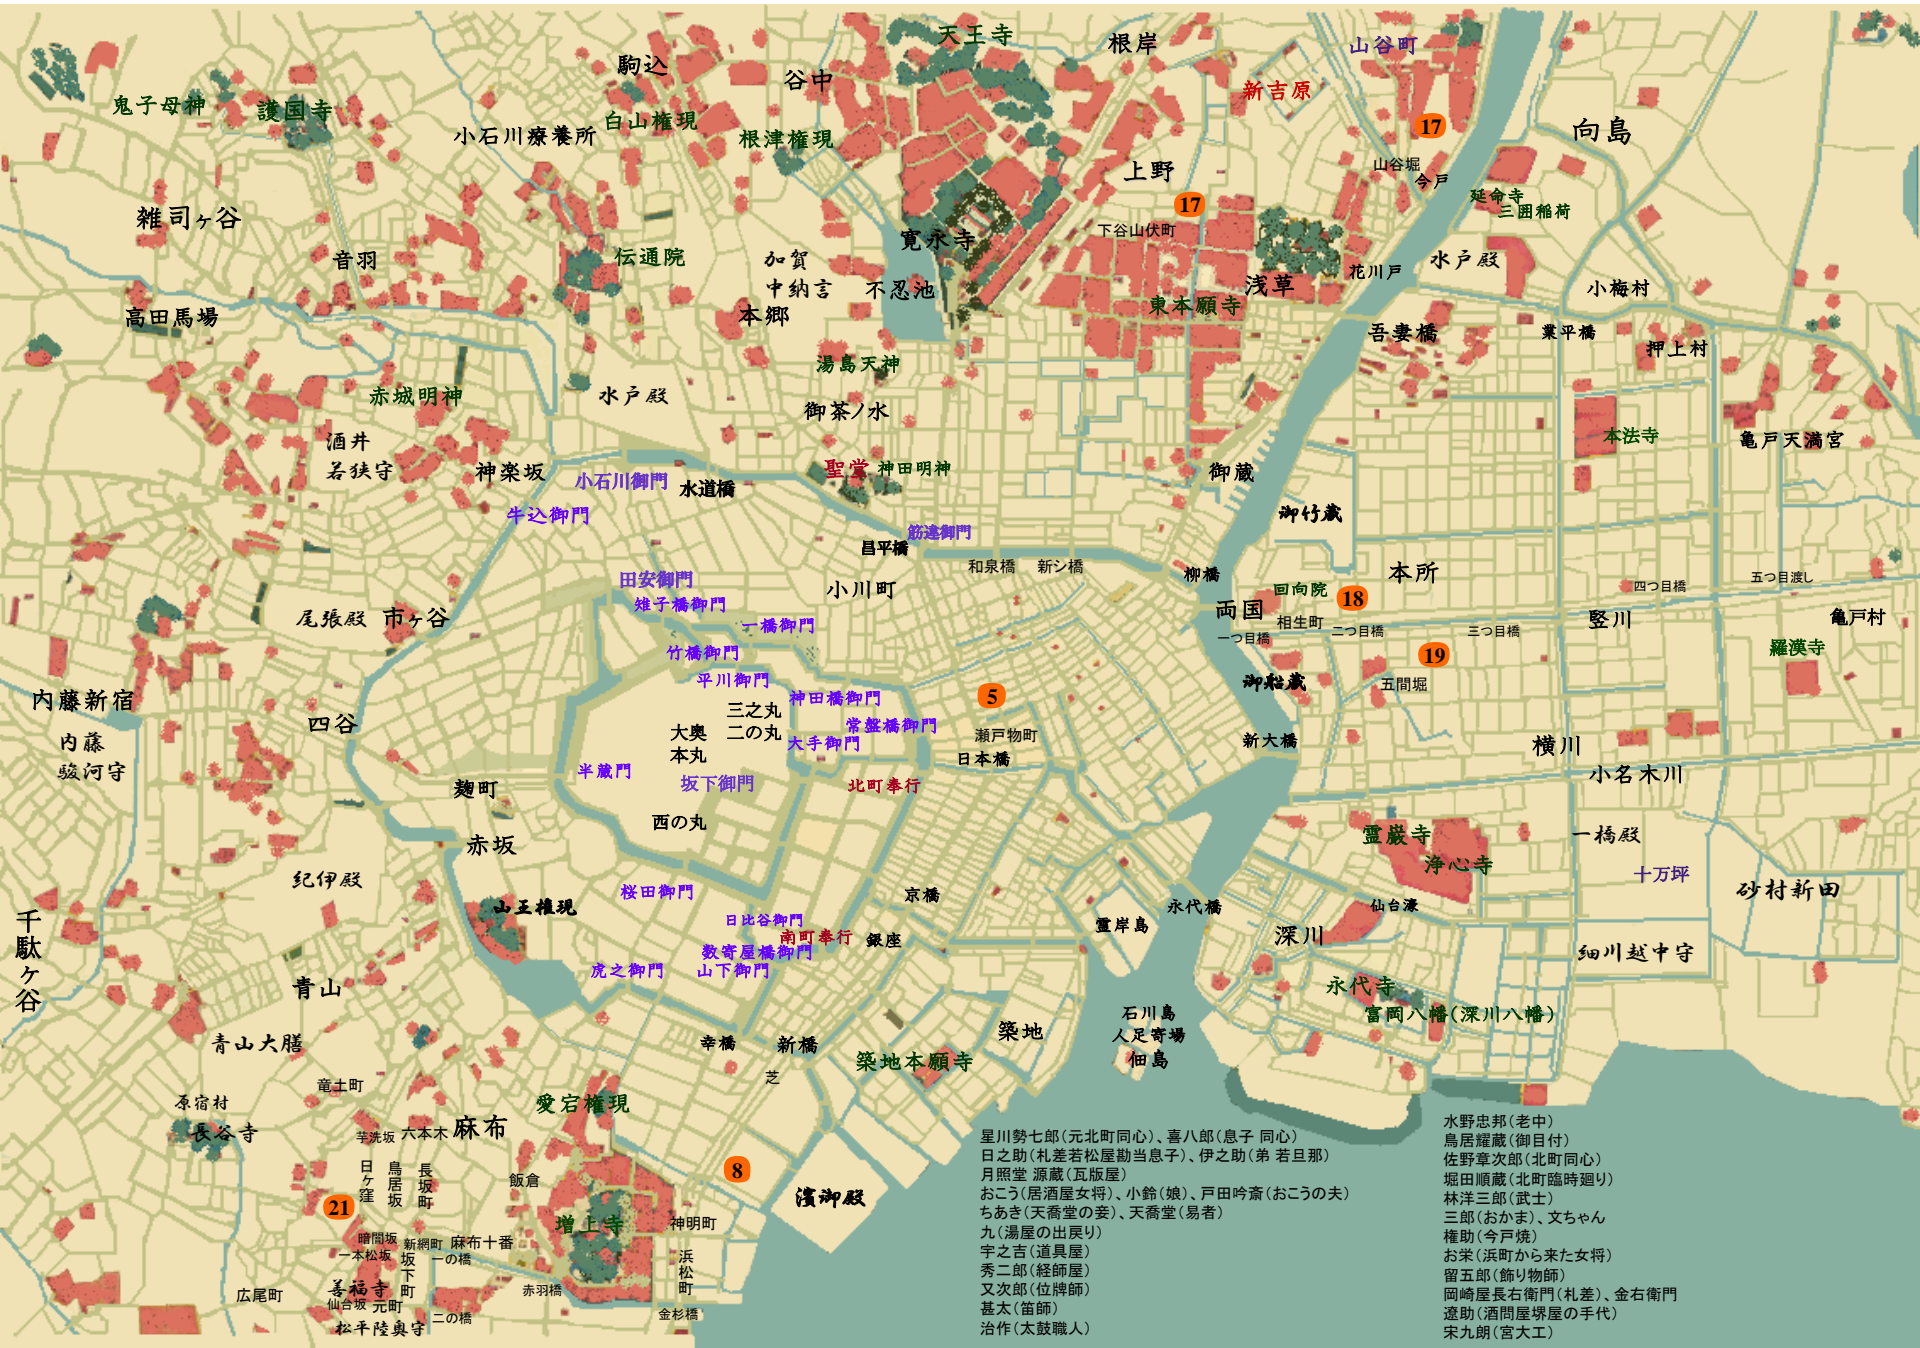 天王寺
根岸
山谷町
駒込
谷中
新吉原
鬼子母神
護国寺
小石川療養所
白山権現
根津権現
17
向島
上野
山谷堀
今戸
延命寺
三囲稲荷
雑司ヶ谷
音羽
伝通院
加賀
中納言
寛永寺
不忍池
17
下谷山伏町
浅草
花川戸
水戸殿
小梅村
高田馬場
本郷
東本願寺
吾妻橋
業平橋
押上村
湯島天神
赤城明神
水戸殿
御茶ノ水
酒井
若狭守
神楽坂
小石川御門
水道橋
聖堂
神田明神
御蔵
本法寺
亀戸天満宮
牛込御門
筋違御門
昌平橋
御竹蔵
和泉橋
新シ橋
柳橋
本所
四つ目橋
五つ目渡し
田安御門
雉子橋御門
小川町
回向院
18
両国
相生町
一つ目橋
二つ目橋
三つ目橋
竪川
亀戸村
尾張殿
市ヶ谷
一橋御門
竹橋御門
平川御門
19
羅漢寺
内藤新宿
四谷
神田橋御門
5
御船蔵
五間堀
三之丸
二の丸
大奥
本丸
常盤橋御門
大手御門
瀬戸物町
日本橋
新大橋
横川
内藤
駿河守
麹町
半蔵門
坂下御門
北町奉行
小名木川
西の丸
赤坂
霊巌寺
浄心寺
一橋殿
十万坪
砂村新田
紀伊殿
山王権現
桜田御門
京橋
永代橋
仙台濠
千駄ヶ谷
日比谷御門
南町奉行
銀座
霊岸島
深川
数寄屋橋御門
細川越中守
虎之御門
山下御門
青山
永代寺
富岡八幡(深川八幡)
石川島
人足寄場
佃島
青山大膳
幸橋
新橋
築地
築地本願寺
芝
竜土町
原宿村
長谷寺
愛宕権現
芋洗坂
六本木
麻布
日ヶ窪
鳥居坂
長坂町
飯倉
8
濱御殿
21
増上寺
神明町
暗闇坂
新網町
麻布十番
一本松坂
坂下町
一の橋
浜松町
善福寺
広尾町
仙台坂
元町
赤羽橋
松平陸奥守
二の橋
金杉橋
星川勢七郎(元北町同心)、喜八郎(息子 同心)
日之助(札差若松屋勘当息子)、伊之助(弟 若旦那)
月照堂 源蔵(瓦版屋)
おこう(居酒屋女将)、小鈴(娘)、戸田吟斎(おこうの夫)
ちあき(天喬堂の妾)、天喬堂(易者)
九(湯屋の出戻り)
宇之吉(道具屋)
秀二郎(経師屋)
又次郎(位牌師)
甚太(笛師)
治作(太鼓職人)
水野忠邦(老中)
鳥居耀蔵(御目付)
佐野章次郎(北町同心)
堀田順蔵(北町臨時廻り)
林洋三郎(武士)
三郎(おかま)、文ちゃん
権助(今戸焼)
お栄(浜町から来た女将)
留五郎(飾り物師)
岡崎屋長右衛門(札差)、金右衛門
遼助(酒問屋堺屋の手代)
宋九朗(宮大工)